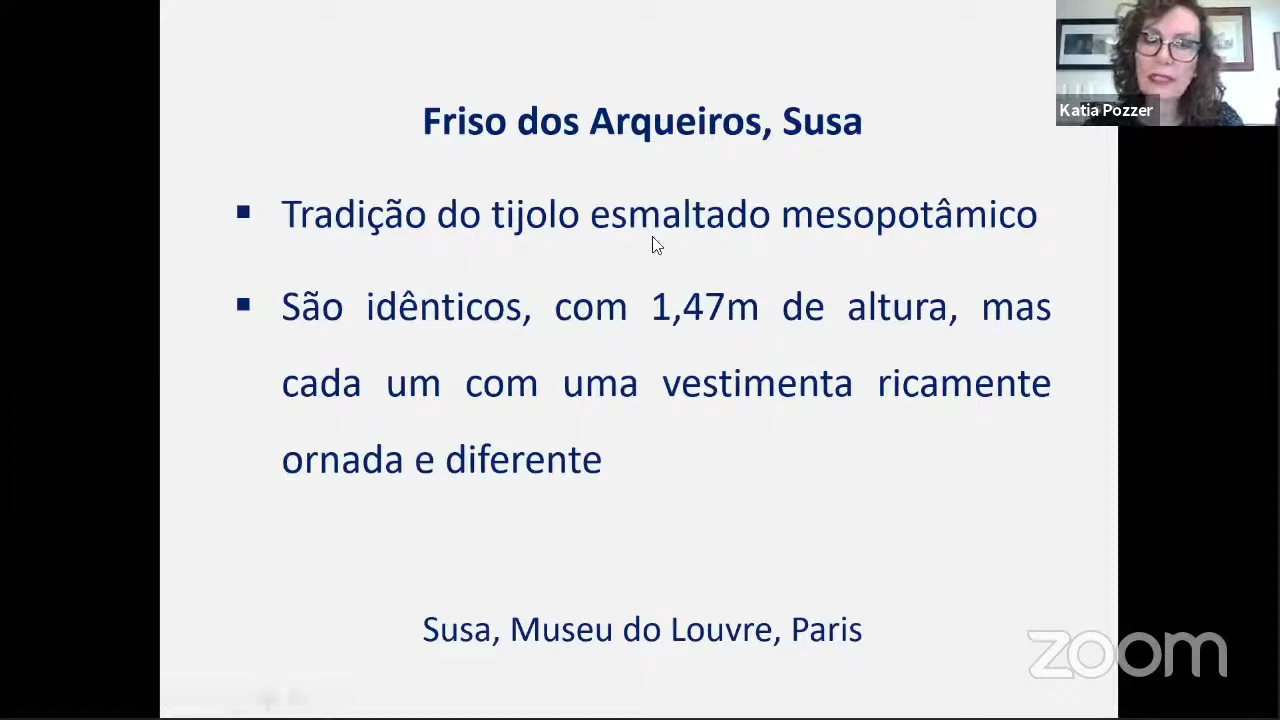 Katia Pozzer
Friso dos Arqueiros, Susa
▪ Tradição do tijolo esmaltado mesopotâmico
▪ São idênticos, com 1,47m de altura, mas
cada um com uma vestimenta ricamente
ornada e diferente
Susa, Museu do Louvre, Paris
zoom